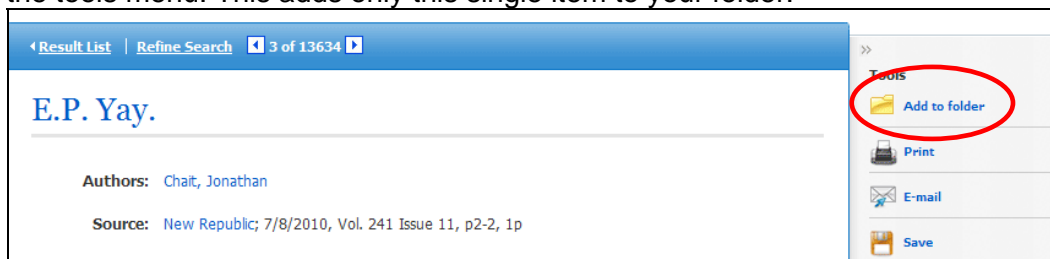 the tools menu. This adds only this single item to your folder.
Result List | Refine Search 3 of 13634
»
Tools
E.P. Yay.
Add to folder
Print
Authors: Chait, Jonathan
E-mail
Source: New Republic; 7/8/2010, Vol. 241 Issue 11, p2-2, 1p
Save